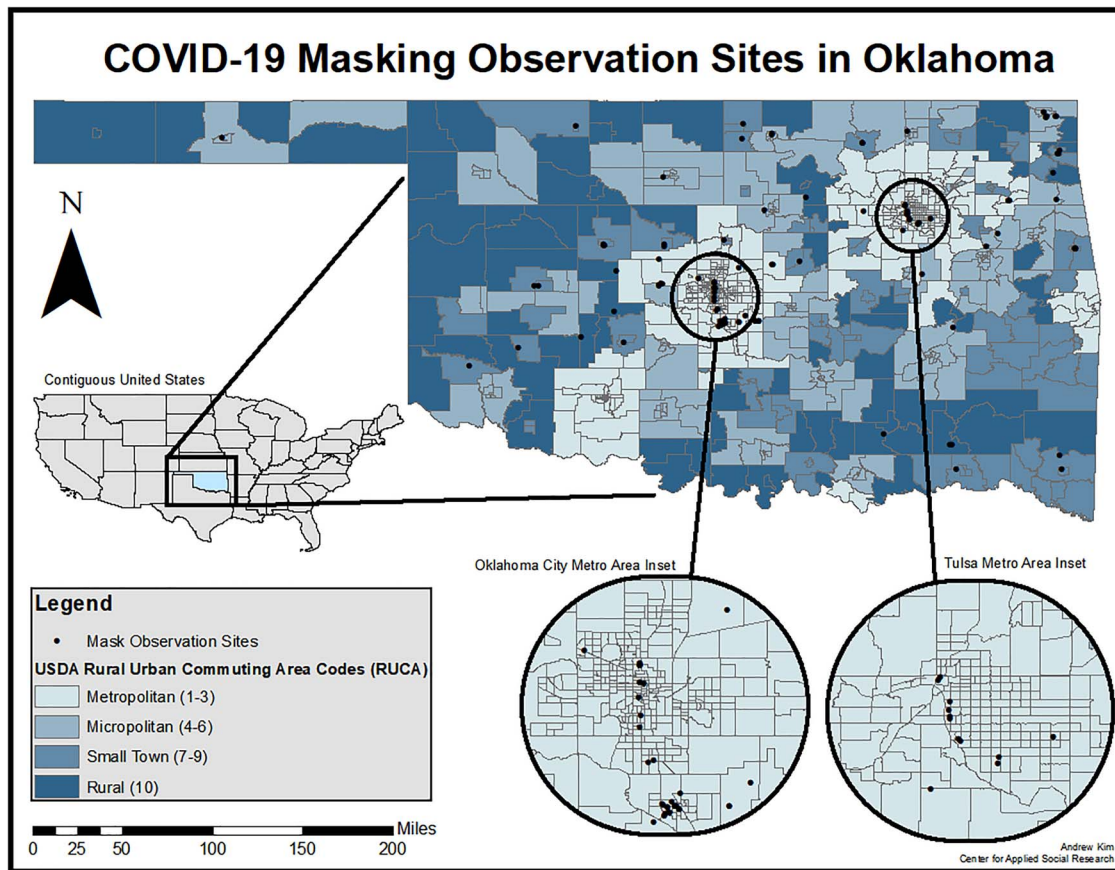 COVID-19 Masking Observation Sites in Oklahoma
N
Contiguous United States
Oklahoma City Metro Area Inset
Tulsa Metro Area Inset
Legend
Mask Observation Sites
USDA Rural Urban Commuting Area Codes (RUCA)
Metropolitan (1-3)
Micropolitan (4-6)
Small Town (7-9)
Rural (10)
Miles
0 25 50 100 150 200
Andrew Kim
Center for Applied Social Research